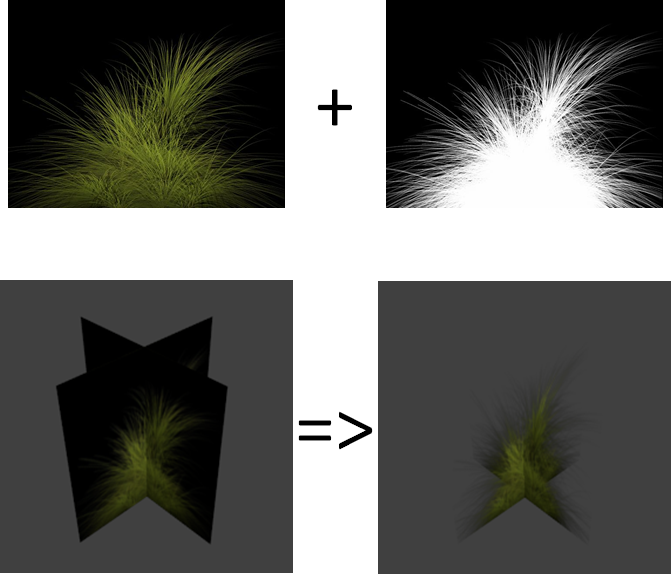 +
=>